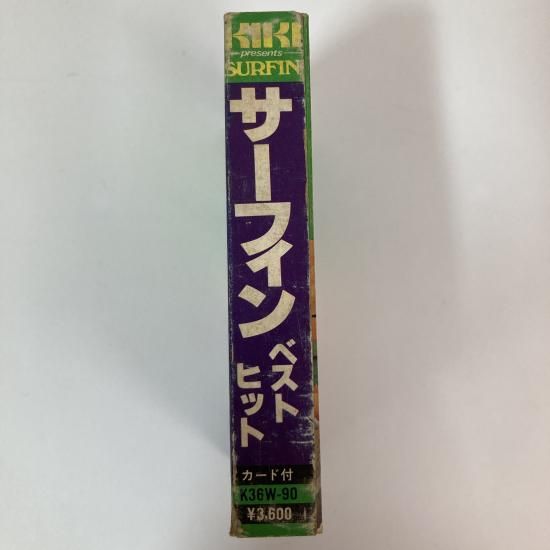 KIKI
presents
SURFIN
サーフィン
ベスト
ヒット
カード付
K36W-90
¥3,600